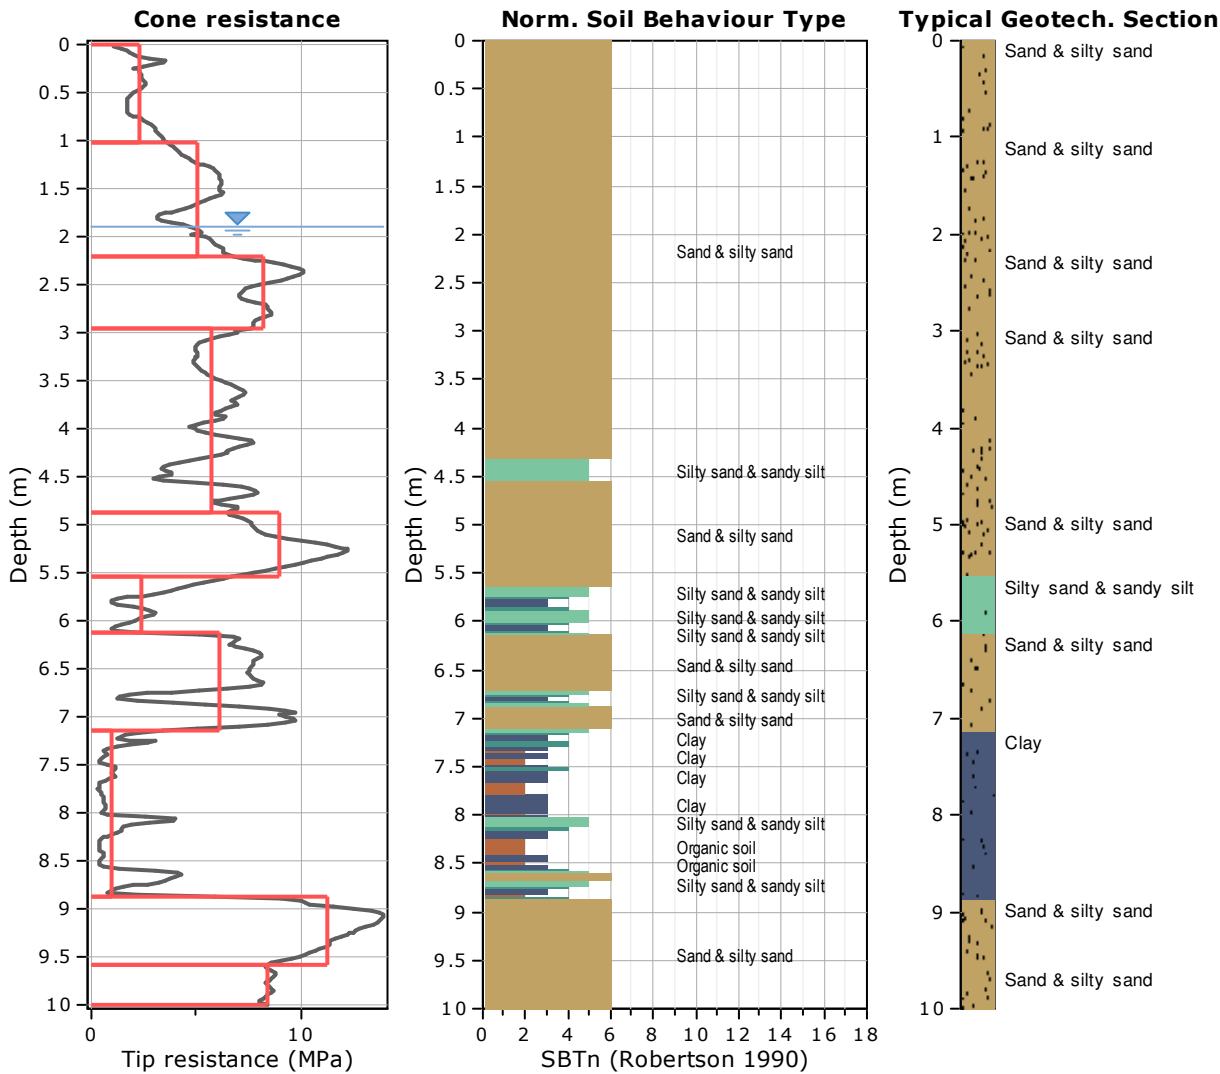 Cone resistance
Norm. Soil Behaviour Type
Typical Geotech. Section
Depth (m)
0
0.5
1
1.5
2
2.5
3
3.5
4
4.5
5
5.5
6
6.5
7
7.5
8
8.5
9
9.5
10
0
10
Tip resistance (MPa)
Depth (m)
0
0.5
1
1.5
2
2.5
3
3.5
4
4.5
5
5.5
6
6.5
7
7.5
8
8.5
9
9.5
10
Sand & silty sand
Silty sand & sandy silt
Sand & silty sand
Silty sand & sandy silt
Silty sand & sandy silt
Silty sand & sandy silt
Sand & silty sand
Silty sand & sandy silt
Sand & silty sand
Clay
Clay
Clay
Clay
Silty sand & sandy silt
Organic soil
Organic soil
Silty sand & sandy silt
Sand & silty sand
0 2 4 6 8 10 12 14 16 18
SBTn (Robertson 1990)
Depth (m)
0
1
2
3
4
5
6
7
8
9
10
Sand & silty sand
Sand & silty sand
Sand & silty sand
Sand & silty sand
Sand & silty sand
Silty sand & sandy silt
Sand & silty sand
Clay
Sand & silty sand
Sand & silty sand